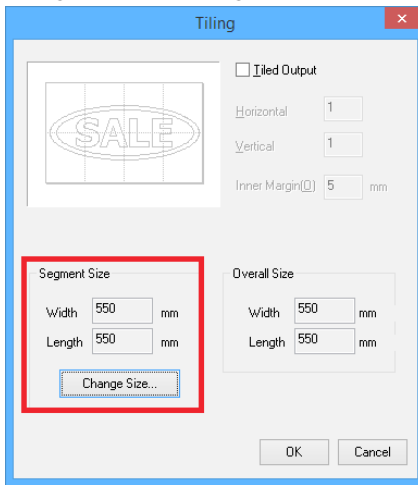 Tiling
Tiled Output
Horizontal 1
Vertical 1
Inner Margin(O) 5 mm
SALE
Segment Size
Width 550 mm
Length 550 mm
Change Size...
Overall Size
Width 550 mm
Length 550 mm
OK Cancel